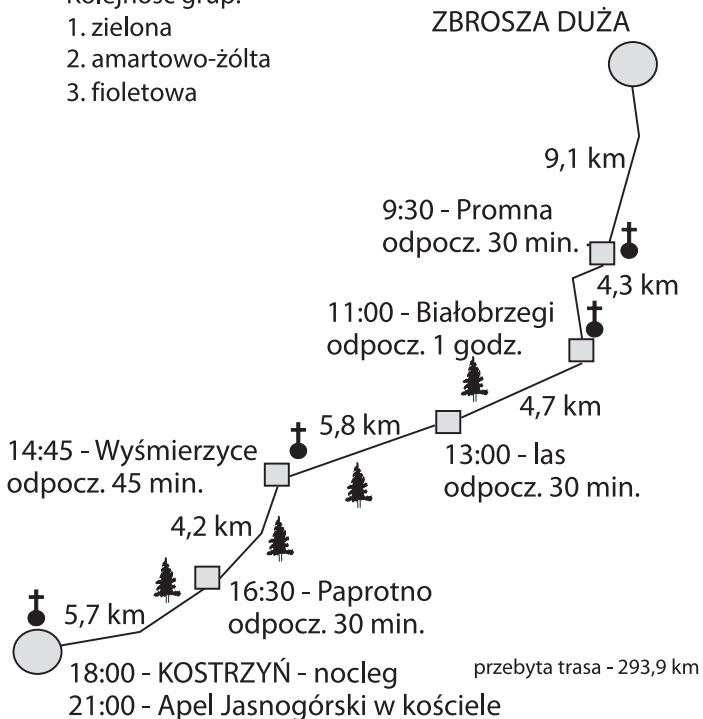 Kolejność grup:
1. zielona
2. amartowo-żólta
3. fioletowa
ZBROSZA DUŻA
9,1 km
9:30 - Promna
odpocz. 30 min.
4,3 km
11:00 - Białobrzegi
odpocz. 1 godz.
4,7 km
13:00 - las
odpocz. 30 min.
5,8 km
14:45 - Wyśmierzyce
odpocz. 45 min.
4,2 km
16:30 - Paprotno
odpocz. 30 min.
5,7 km
18:00 - KOSTRZYŃ - nocleg
21:00 - Apel Jasnogórski w kościele
przebyta trasa - 293,9 km